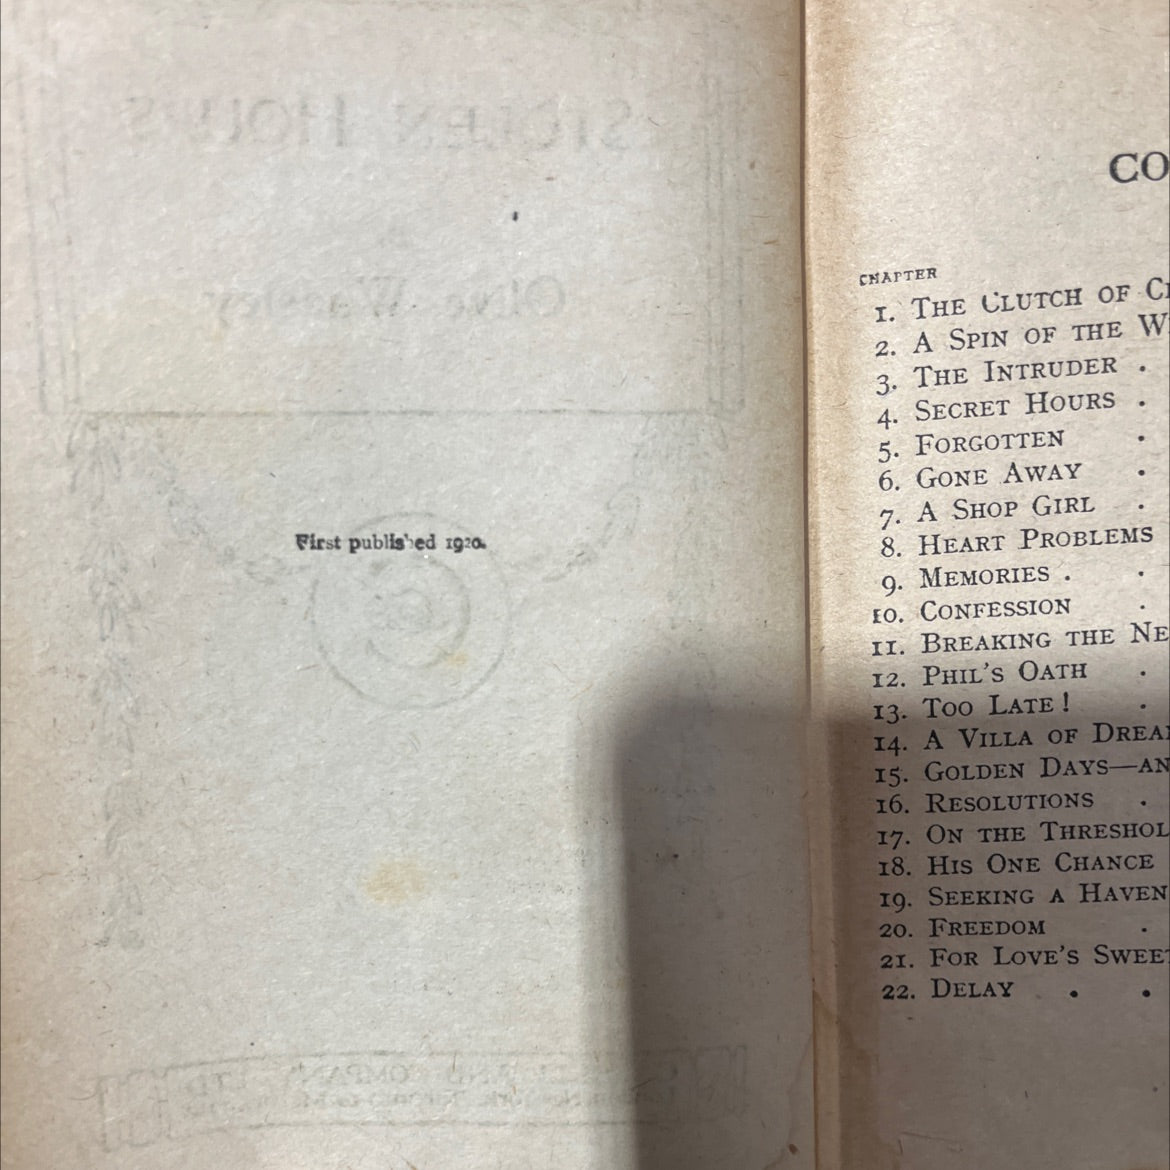 First published 1920.
CO
CHAPTER
1. THE CLUTCH OF C
2. A SPIN OF THE W
3. THE INTRUDER .
4. SECRET HOURS .
5. FORGOTTEN .
6. GONE AWAY .
7. A SHOP GIRL .
8. HEART PROBLEMS
9. MEMORIES . .
10. CONFESSION .
11. BREAKING THE NE
12. PHIL'S OATH .
13. TOO LATE! .
14. A VILLA OF DREA
15. GOLDEN DAYS—AN
16. RESOLUTIONS .
17. ON THE THRESHOL
18. HIS ONE CHANCE
19. SEEKING A HAVEN
20. FREEDOM .
21. FOR LOVE'S SWEET
22. DELAY . .